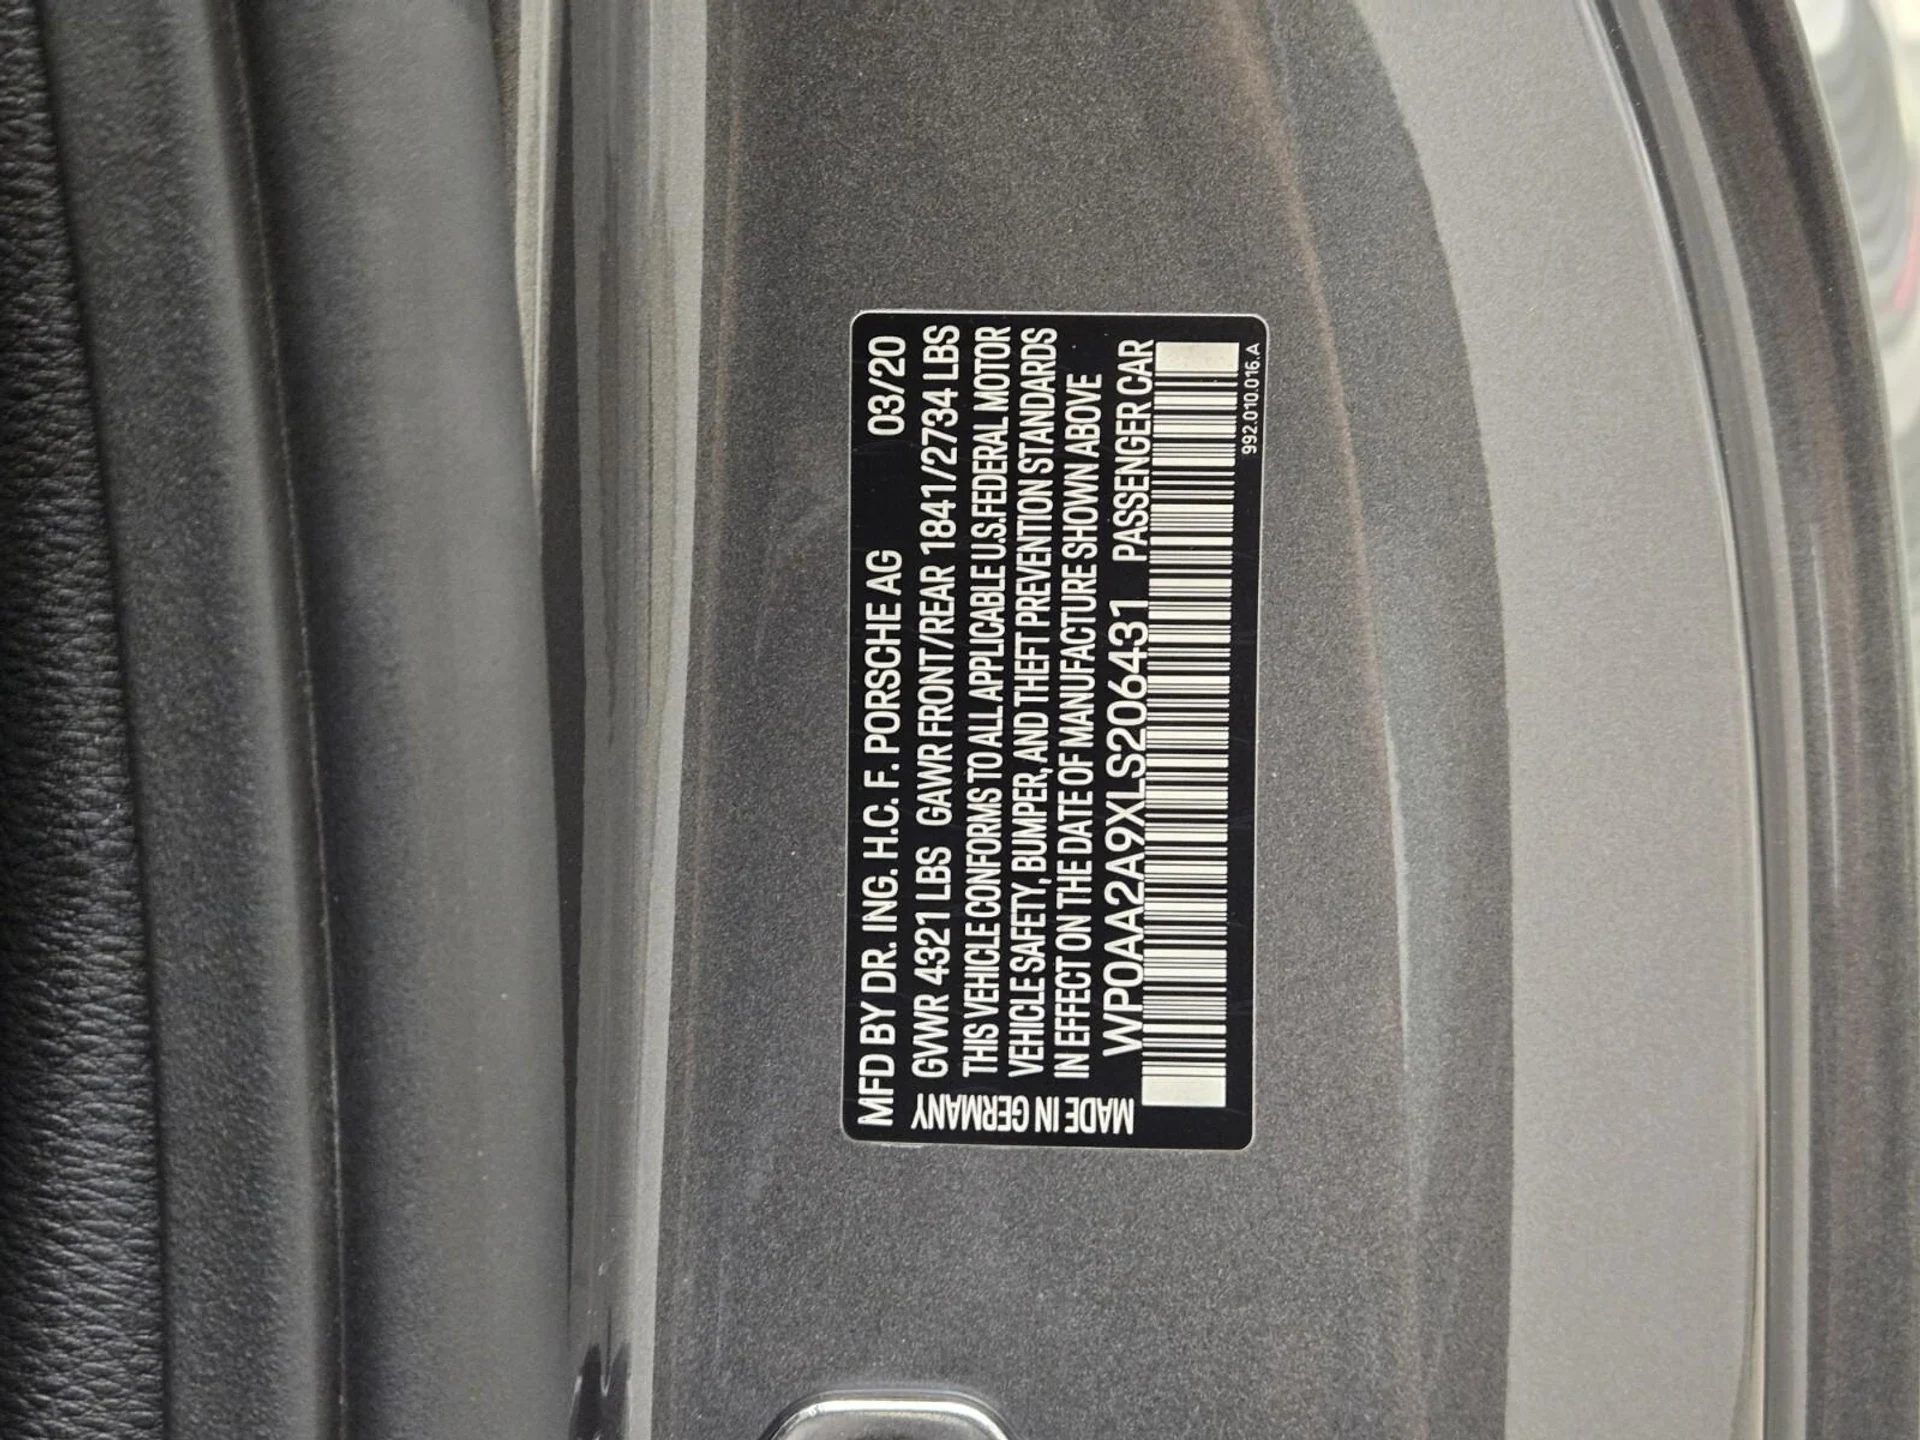 MFD BY DR. ING. H.C. F. PORSCHE AG 03/20
GVWR 4321 LBS GAWR FRONT/REAR 1841/2734 LBS
THIS VEHICLE CONFORMS TO ALL APPLICABLE U.S. FEDERAL MOTOR
VEHICLE SAFETY, BUMPER, AND THEFT PREVENTION STANDARDS
IN EFFECT ON THE DATE OF MANUFACTURE SHOWN ABOVE
WP0AA2A9XLS206431 PASSENGER CAR
MADE IN GERMANY
992.010.016.A